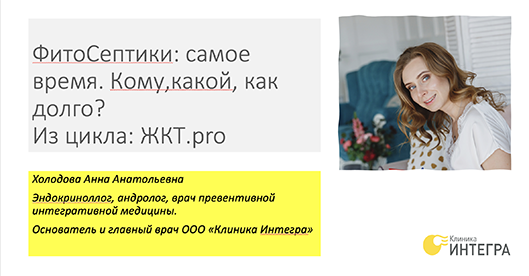 ФитоСептики: самое
время. Кому,какой, как
долго?
Из цикла: ЖКТ.pro
Холодова Анна Анатольевна
Эндокриноллог, андролог, врач превентивной
интегративной медицины.
Основатель и главный врач ООО «Клиника Интегра»
Клиника
ИНТЕГРА